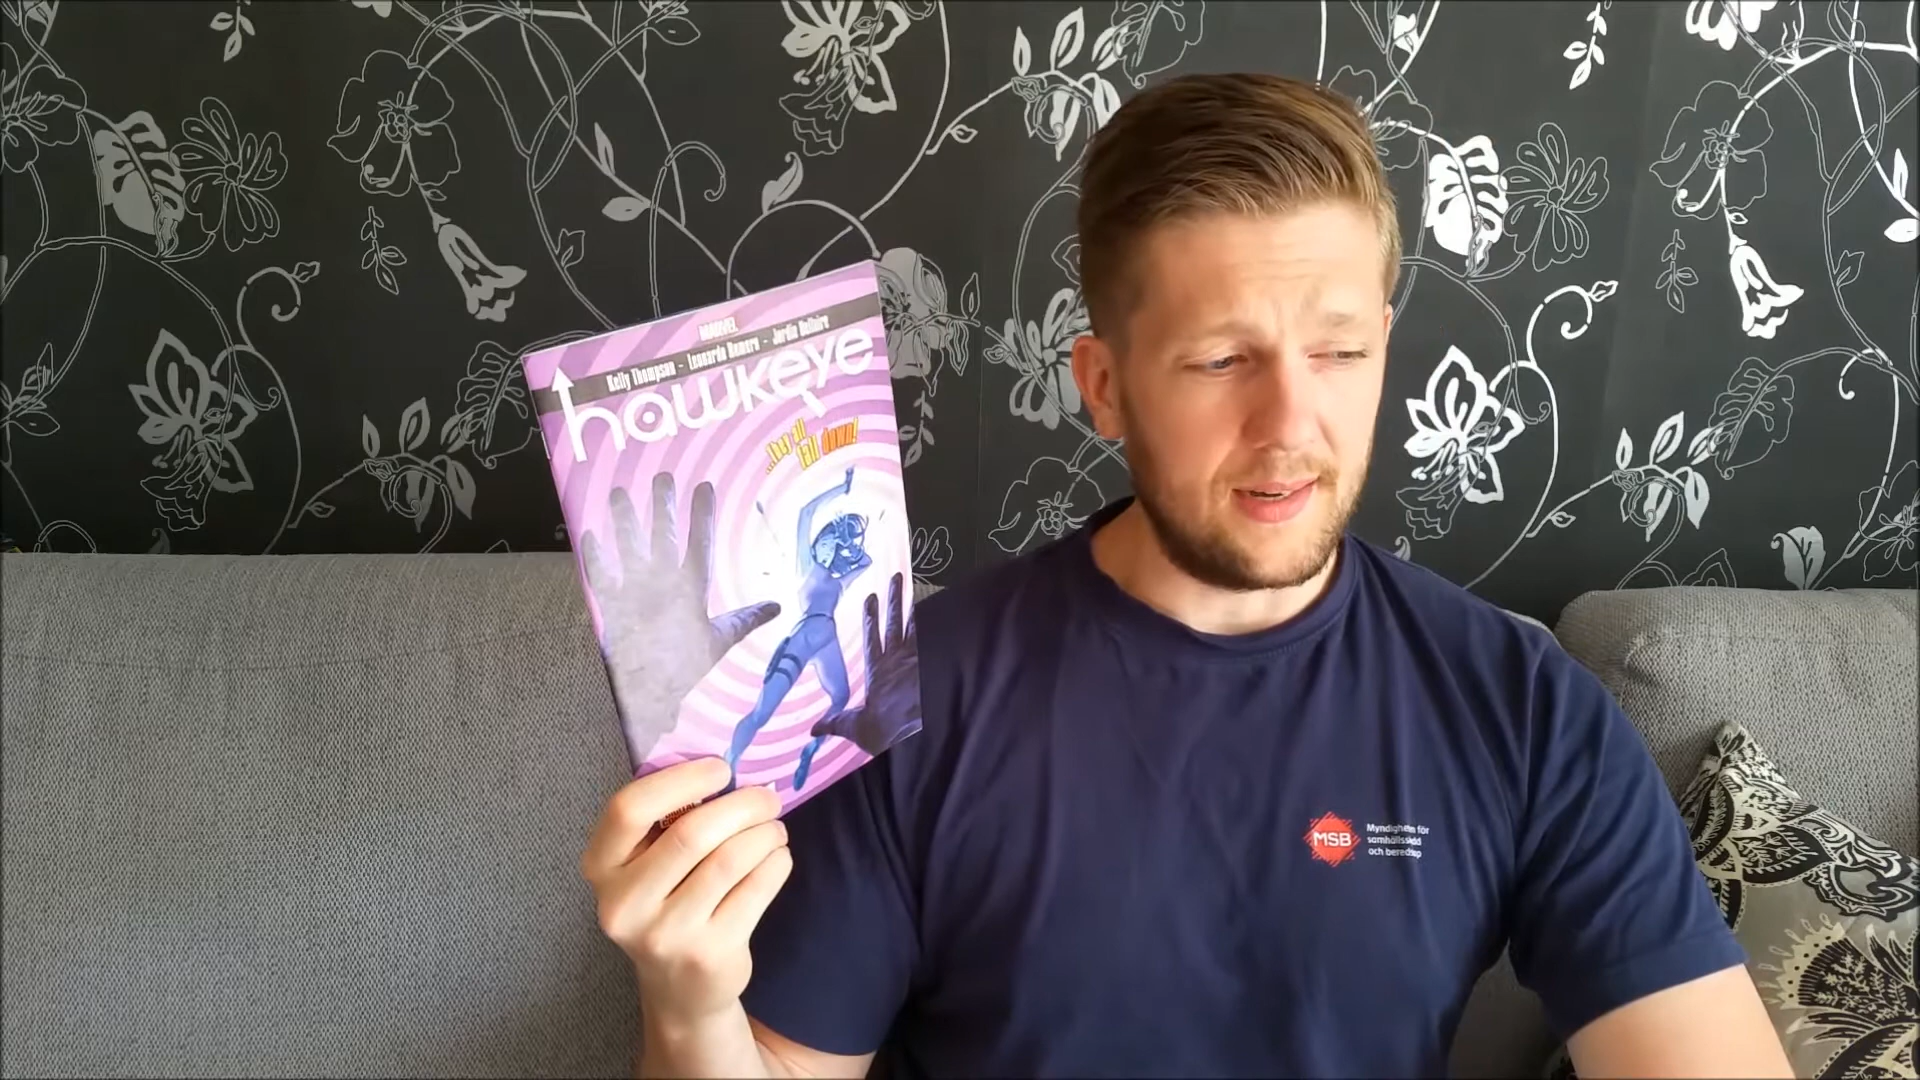 MARVEL
Kelly Thompson - Leonardo Romero - Jordie Bellaire
hawkeye
...they all
fall down!
MSB
Myndigheten för
samhällsskydd
och beredskap